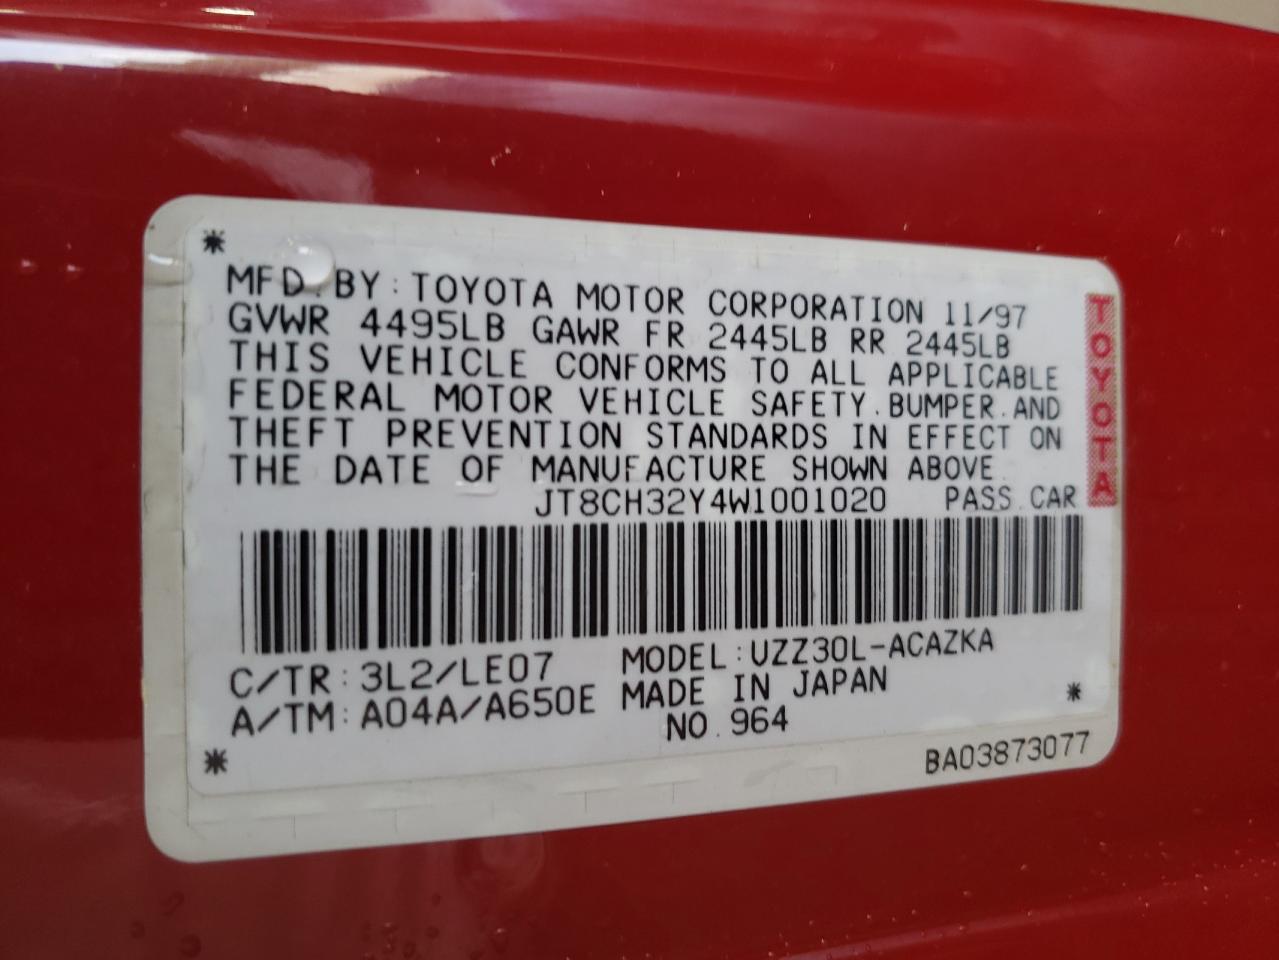 MFD. BY: TOYOTA MOTOR CORPORATION 11/97
GVWR 4495LB GAWR FR 2445LB RR 2445LB
THIS VEHICLE CONFORMS TO ALL APPLICABLE
FEDERAL MOTOR VEHICLE SAFETY. BUMPER. AND
THEFT PREVENTION STANDARDS IN EFFECT ON
THE DATE OF MANUFACTURE SHOWN ABOVE.
JT8CH32Y4W1001020 PASS. CAR
TOYOTA
C/TR: 3L2/LE07 MODEL: UZZ30L-ACAZKA
A/TM: A04A/A650E MADE IN JAPAN
NO. 964
BA03873077